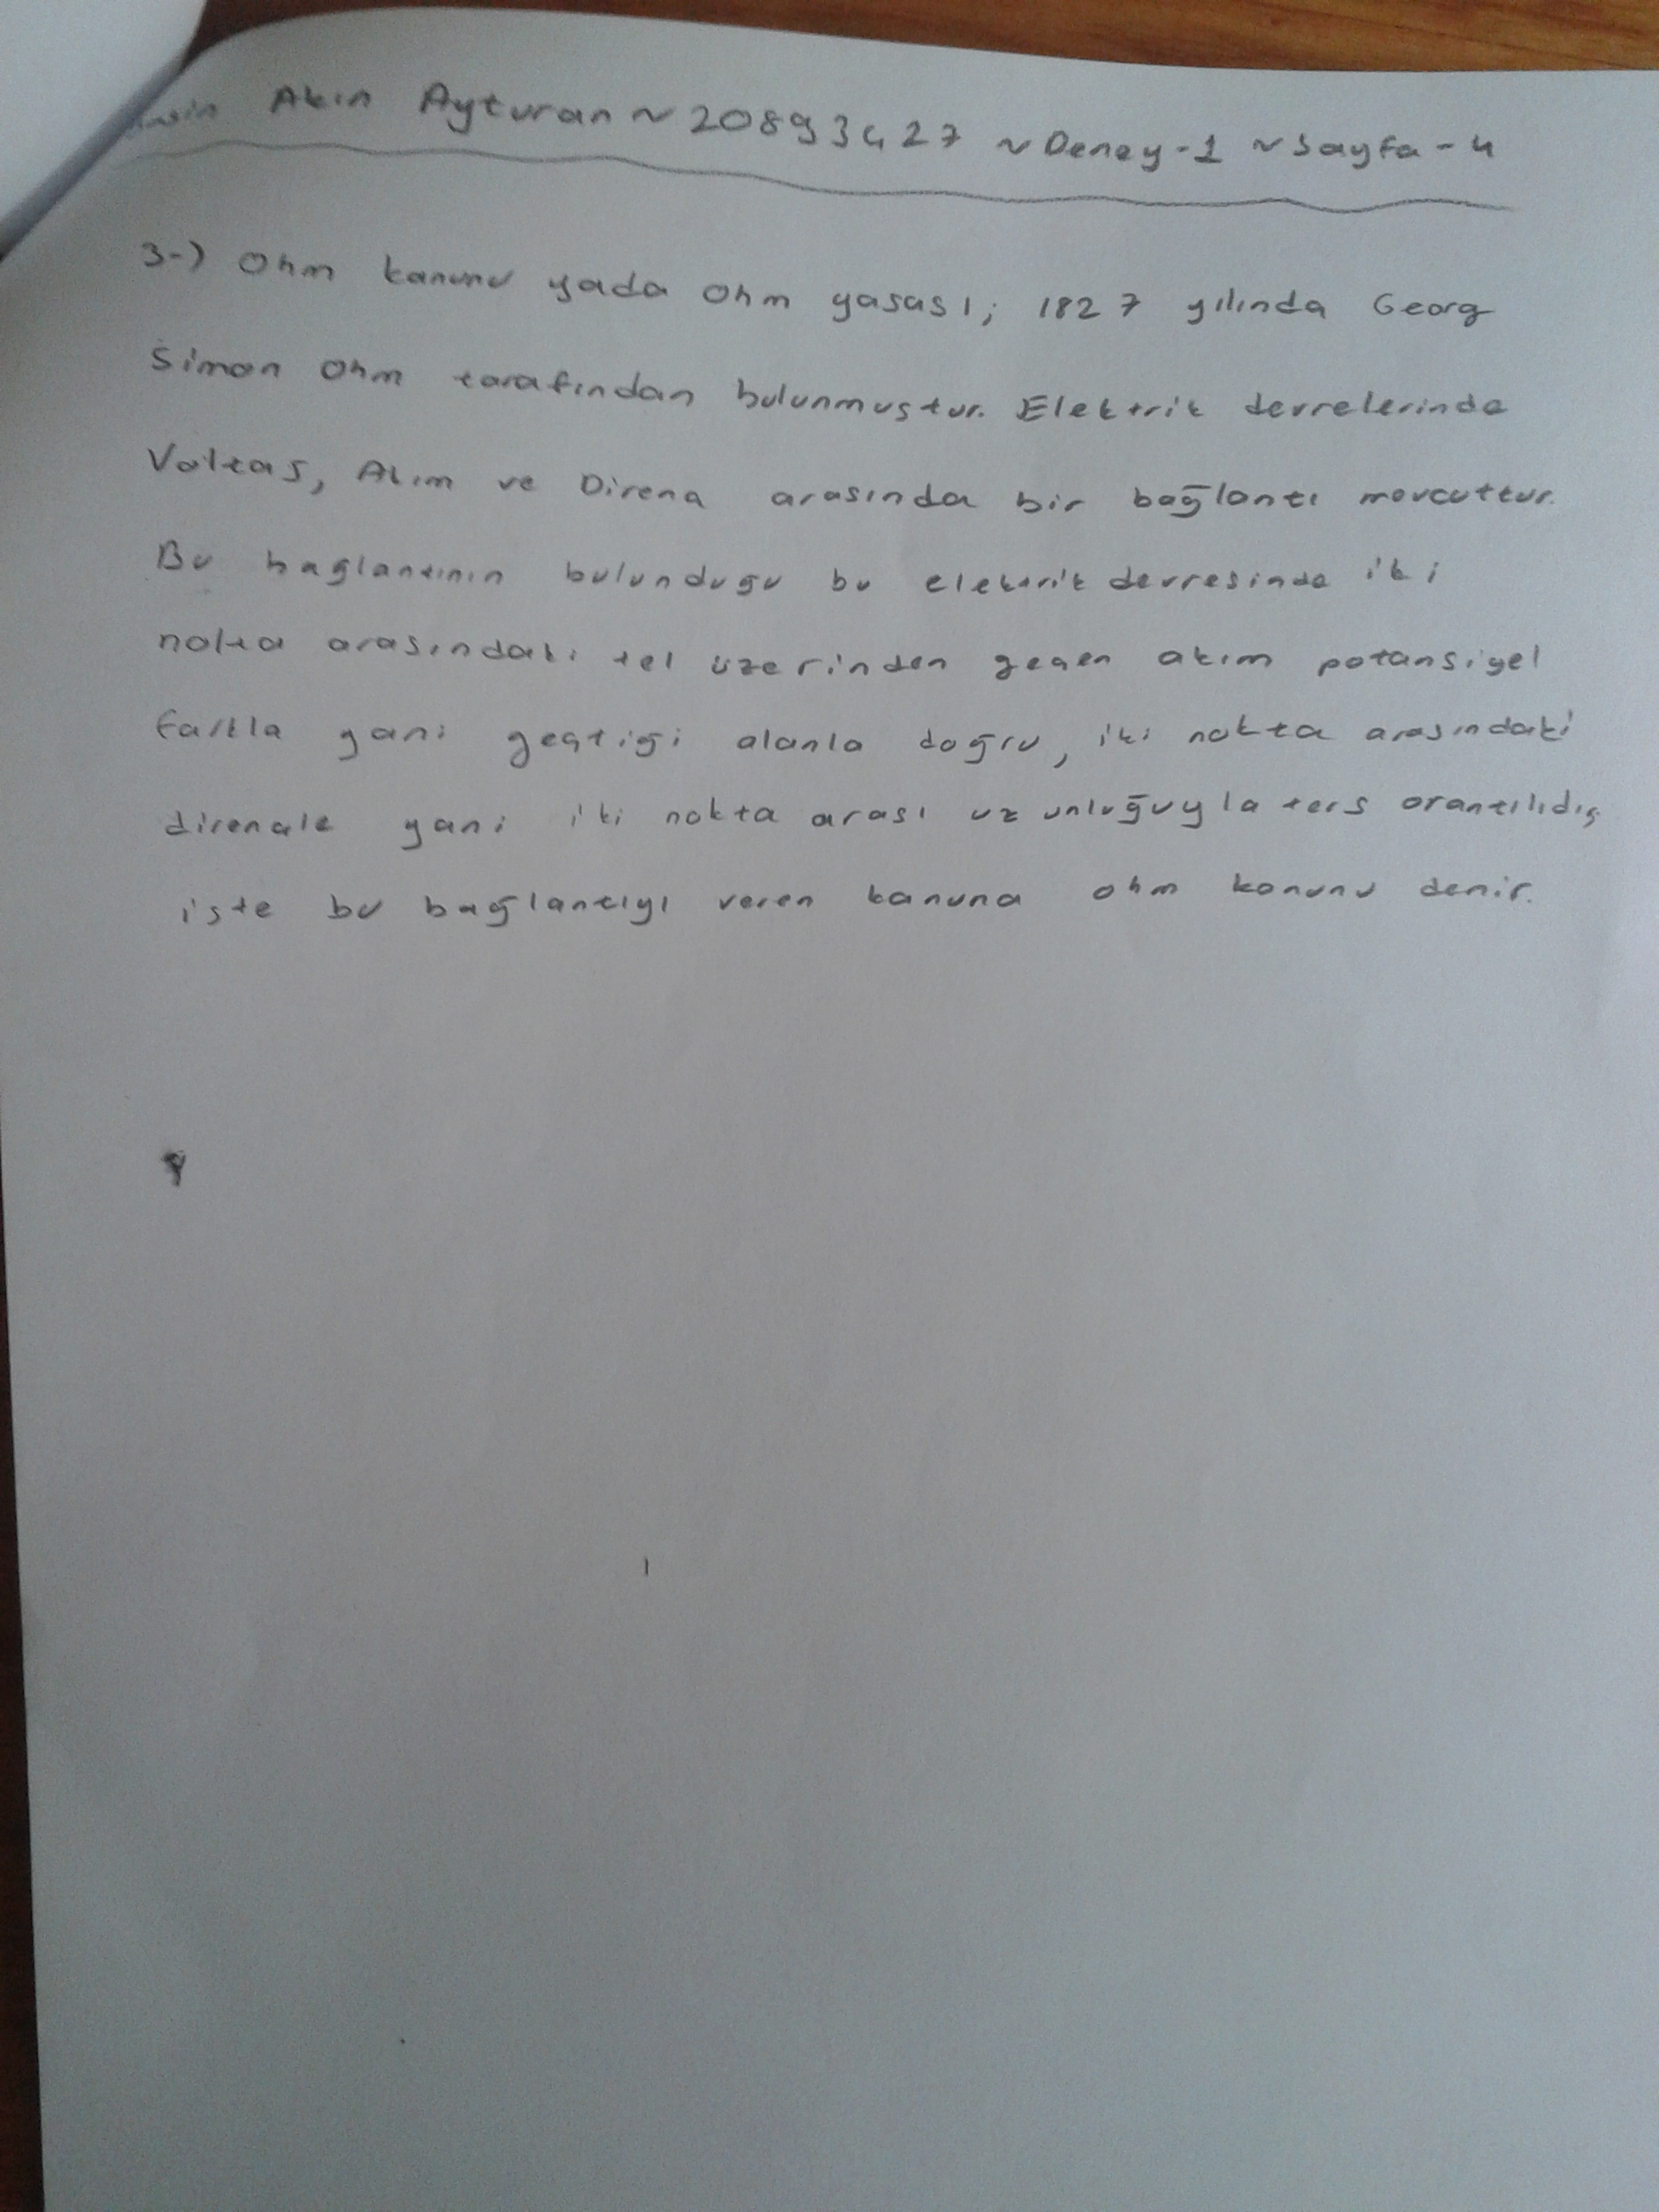 Akın Ayturan ~ 20893427 ~ Deney-1 ~ Sayfa-4
3-) Ohm kanunu yada Ohm yasası; 1827 yılında Georg
Simon Ohm tarafından bulunmuştur. Elektrik devrelerinde
Voltaj, Akım ve Direnç arasında bir bağlantı mevcuttur.
Bu bağlantının bulunduğu bu elektrik devresinde iki
nokta arasındaki tel üzerinden geçen akım potansiyel
farkla yani geçtiği alanla doğru, iki nokta arasındaki
dirençle yani iki nokta arası uzunluğuyla ters orantılıdır.
işte bu bağlantıyı veren kanuna ohm kanunu denir.